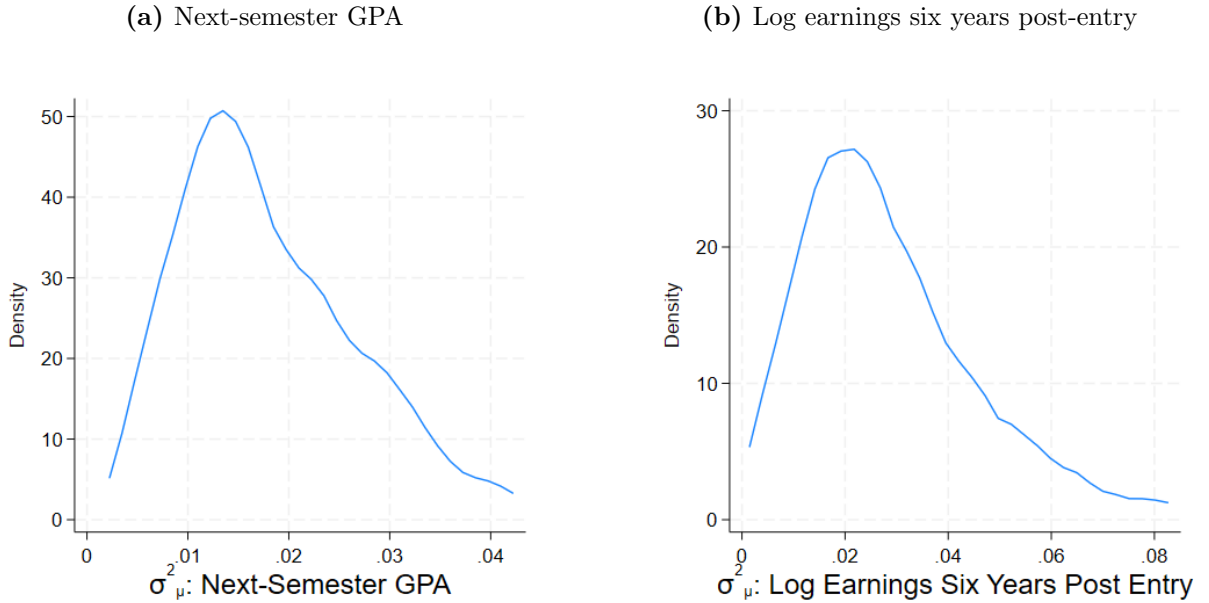 (a) Next-semester GPA
(b) Log earnings six years post-entry
50
40
30
20
10
0
Density
0 .01 .02 .03 .04
σ²μ: Next-Semester GPA
30
20
10
0
Density
0 .02 .04 .06 .08
σ²μ: Log Earnings Six Years Post Entry